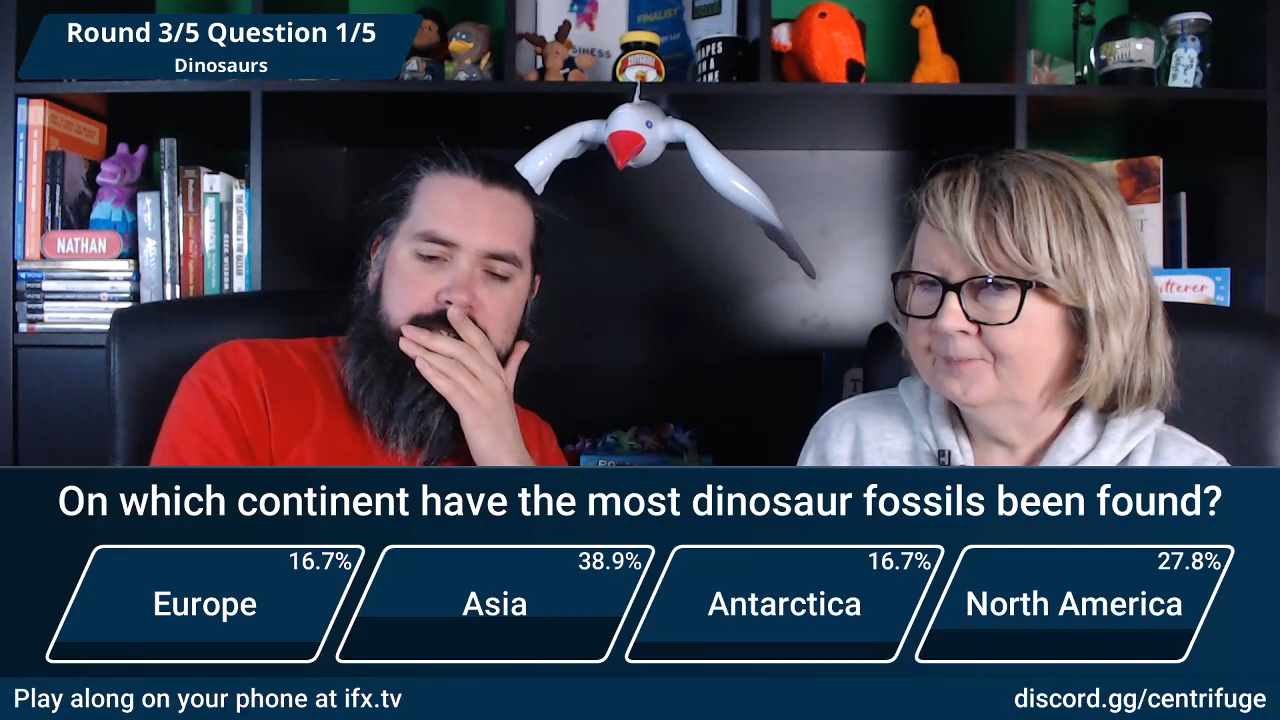 Round 3/5 Question 1/5
Dinosaurs
FINALIST
NATHAN
On which continent have the most dinosaur fossils been found?
16.7%
Europe
38.9%
Asia
16.7%
Antarctica
27.8%
North America
Play along on your phone at ifx.tv
discord.gg/centrifuge